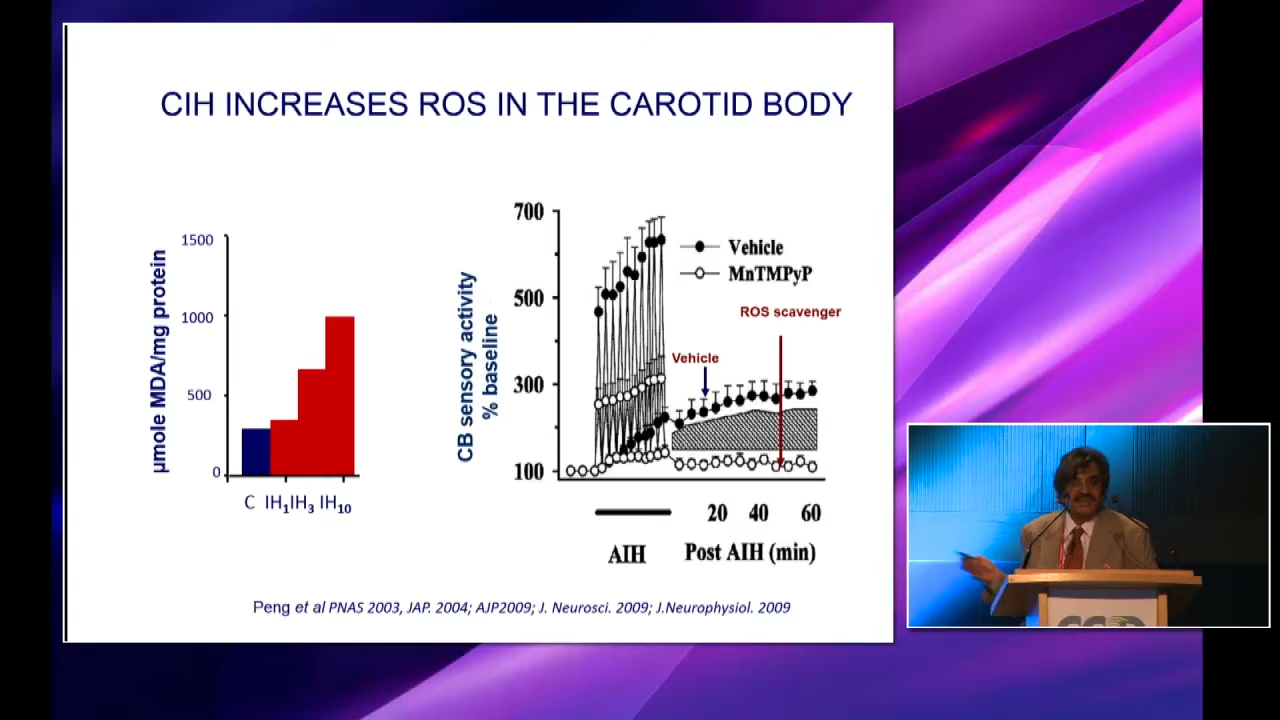 CIH INCREASES ROS IN THE CAROTID BODY
µmole MDA/mg protein
1500
1000
500
0
C IH1 IH3 IH10
CB sensory activity
% baseline
700
500
300
100
Vehicle
MnTMPyP
ROS scavenger
Vehicle
20 40 60
AIH Post AIH (min)
Peng et al PNAS 2003, JAP. 2004; AJP2009; J. Neurosci. 2009; J.Neurophysiol. 2009